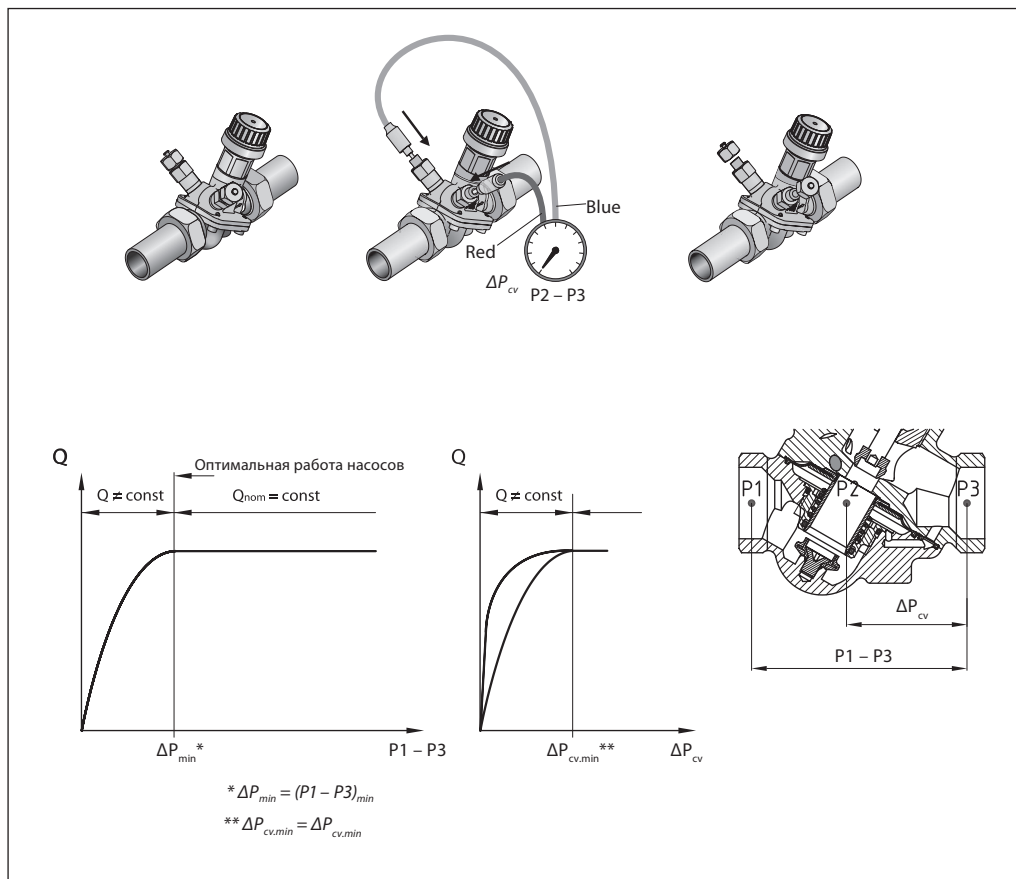 Blue
Red
ΔPcv
P2 – P3
Q
Оптимальная работа насосов
Q ≠ const
Qnom = const
ΔPmin*
P1 – P3
Q
Q ≠ const
ΔPcv.min**
ΔPcv
P1
P2
P3
ΔPcv
P1 – P3
* ΔPmin = (P1 – P3)min
** ΔPcv.min = ΔPcv.min